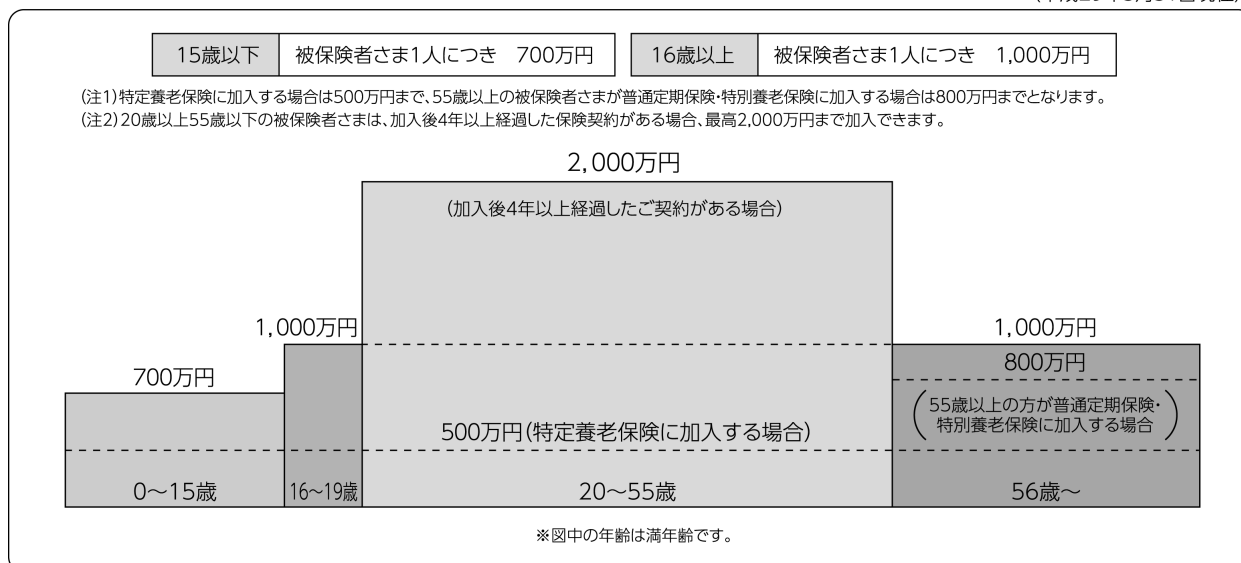 15歳以下 被保険者さま1人につき 700万円 16歳以上 被保険者さま1人につき 1,000万円
(注1)特定養老保険に加入する場合は500万円まで、55歳以上の被保険者さまが普通定期保険・特別養老保険に加入する場合は800万円までとなります。
(注2)20歳以上55歳以下の被保険者さまは、加入後4年以上経過した保険契約がある場合、最高2,000万円まで加入できます。
2,000万円
(加入後4年以上経過したご契約がある場合)
1,000万円 1,000万円
700万円 800万円
55歳以上の方が普通定期保険・
特別養老保険に加入する場合
500万円(特定養老保険に加入する場合)
0〜15歳 16〜19歳 20〜55歳 56歳〜
※図中の年齢は満年齢です。